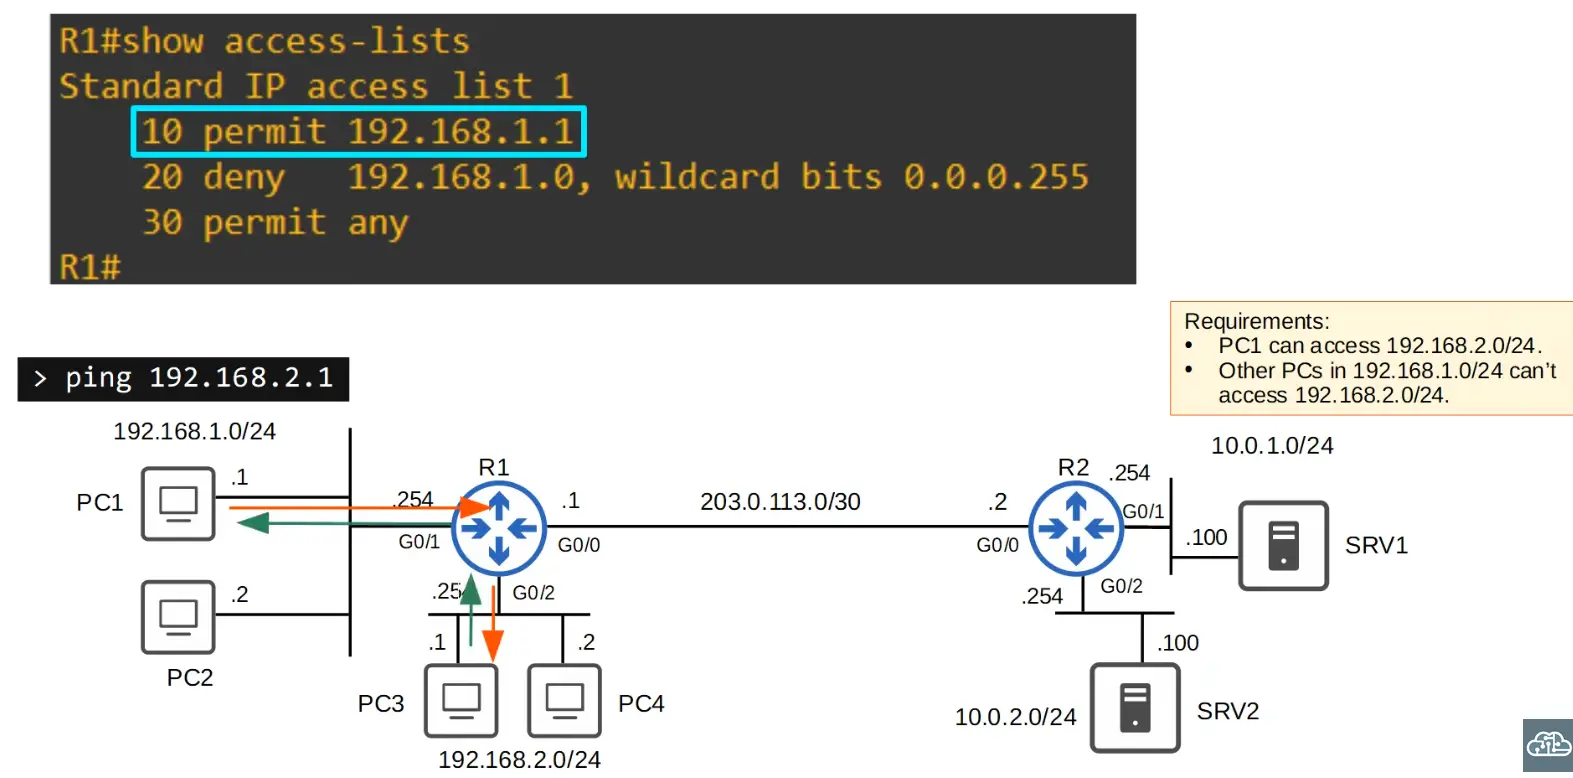 R1#show access-lists
Standard IP access list 1
10 permit 192.168.1.1
20 deny   192.168.1.0, wildcard bits 0.0.0.255
30 permit any
R1#
Requirements:
• PC1 can access 192.168.2.0/24.
• Other PCs in 192.168.1.0/24 can't
access 192.168.2.0/24.
> ping 192.168.2.1
192.168.1.0/24
10.0.1.0/24
R1
R2
.1
.254
.1
203.0.113.0/30
.2
.254
PC1
G0/1
G0/0
G0/0
G0/1
.100
SRV1
.2
.25
G0/2
.254
G0/2
.1
.2
.100
PC2
PC3
PC4
10.0.2.0/24
SRV2
192.168.2.0/24